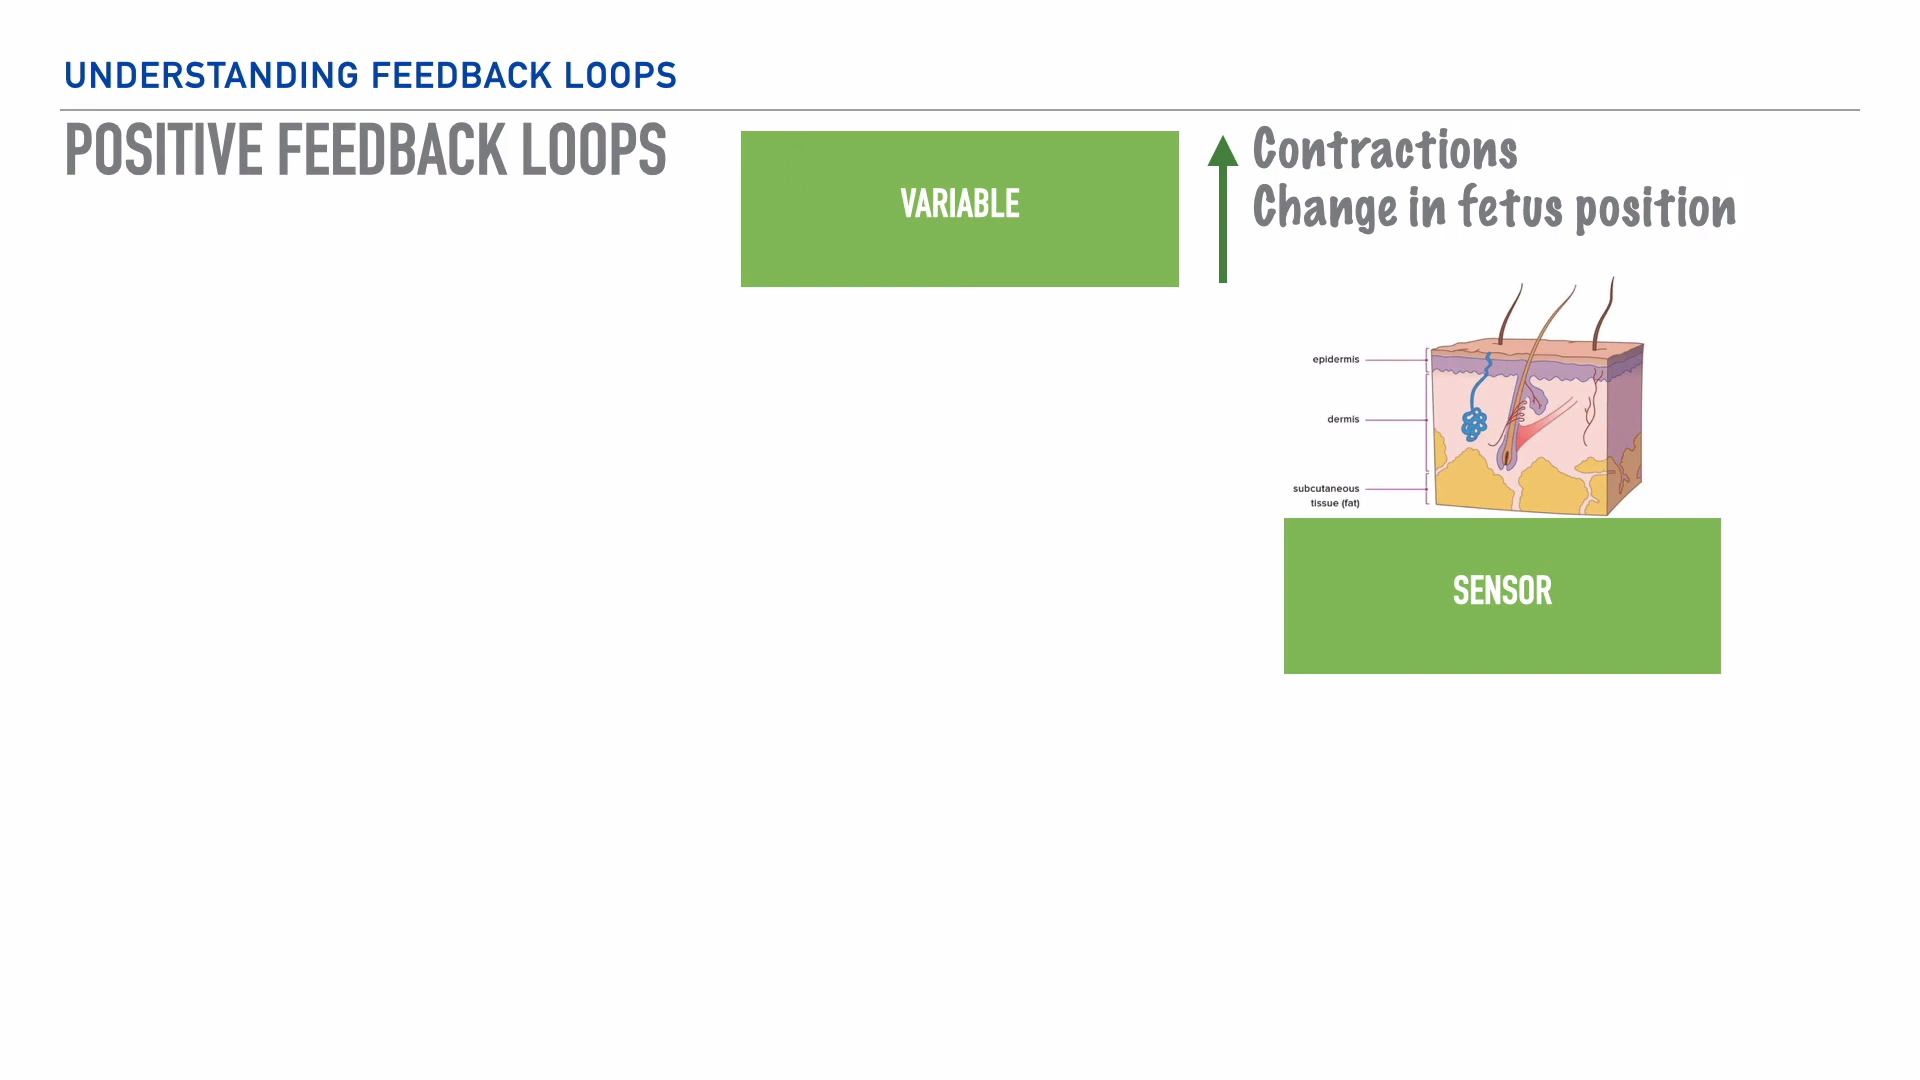 UNDERSTANDING FEEDBACK LOOPS
POSITIVE FEEDBACK LOOPS
VARIABLE
Contractions
Change in fetus position
epidermis
dermis
subcutaneous
tissue (fat)
SENSOR